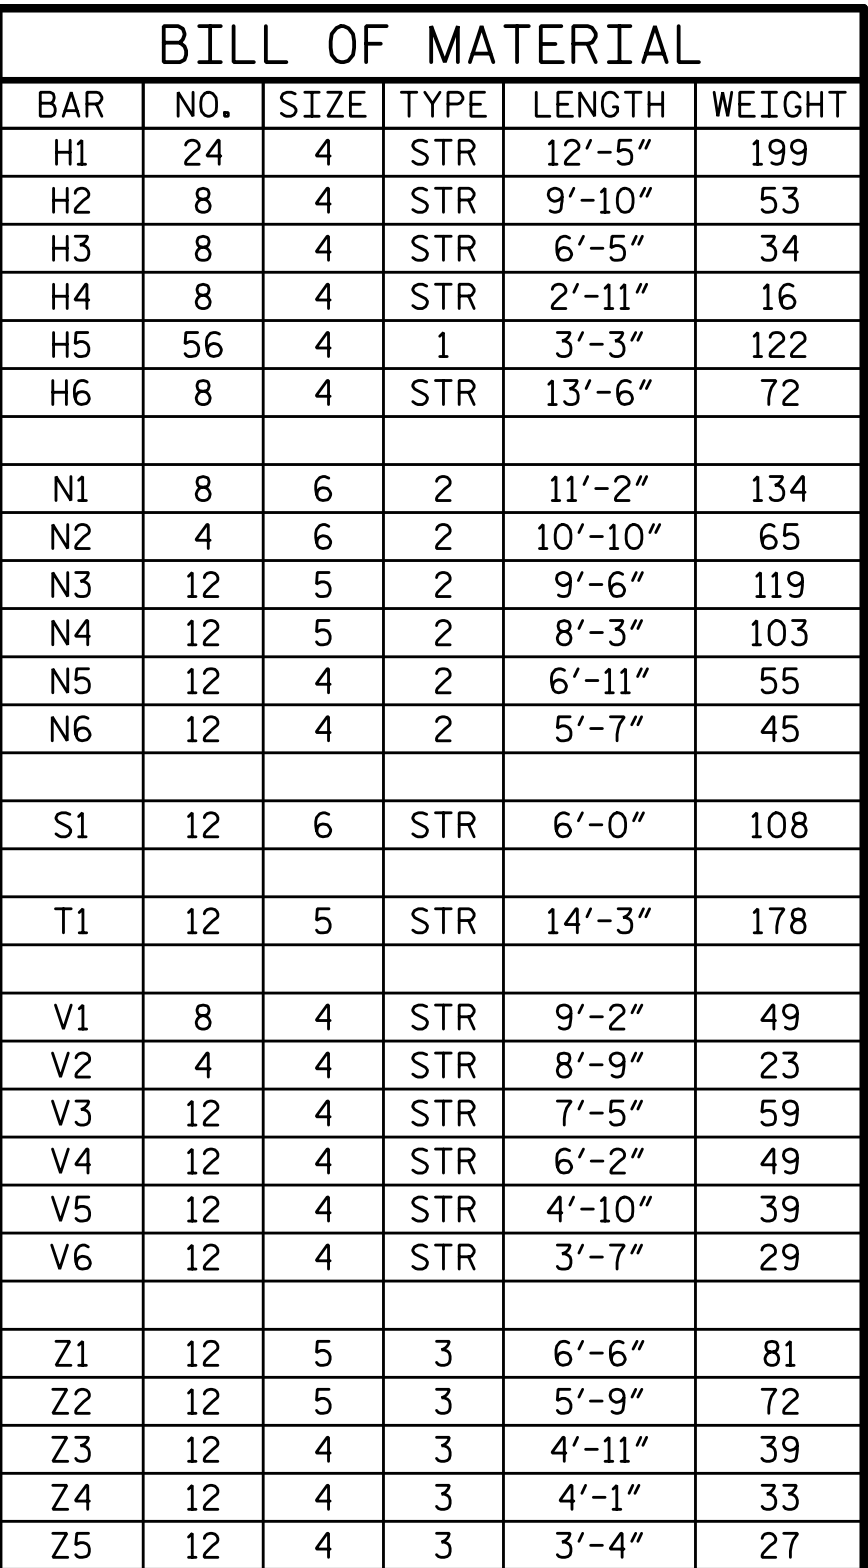 BILL OF MATERIAL
BAR NO. SIZE TYPE LENGTH WEIGHT
H1 24 4 STR 12'-5" 199
H2 8 4 STR 9'-10" 53
H3 8 4 STR 6'-5" 34
H4 8 4 STR 2'-11" 16
H5 56 4 1 3'-3" 122
H6 8 4 STR 13'-6" 72
N1 8 6 2 11'-2" 134
N2 4 6 2 10'-10" 65
N3 12 5 2 9'-6" 119
N4 12 5 2 8'-3" 103
N5 12 4 2 6'-11" 55
N6 12 4 2 5'-7" 45
S1 12 6 STR 6'-0" 108
T1 12 5 STR 14'-3" 178
V1 8 4 STR 9'-2" 49
V2 4 4 STR 8'-9" 23
V3 12 4 STR 7'-5" 59
V4 12 4 STR 6'-2" 49
V5 12 4 STR 4'-10" 39
V6 12 4 STR 3'-7" 29
Z1 12 5 3 6'-6" 81
Z2 12 5 3 5'-9" 72
Z3 12 4 3 4'-11" 39
Z4 12 4 3 4'-1" 33
Z5 12 4 3 3'-4" 27